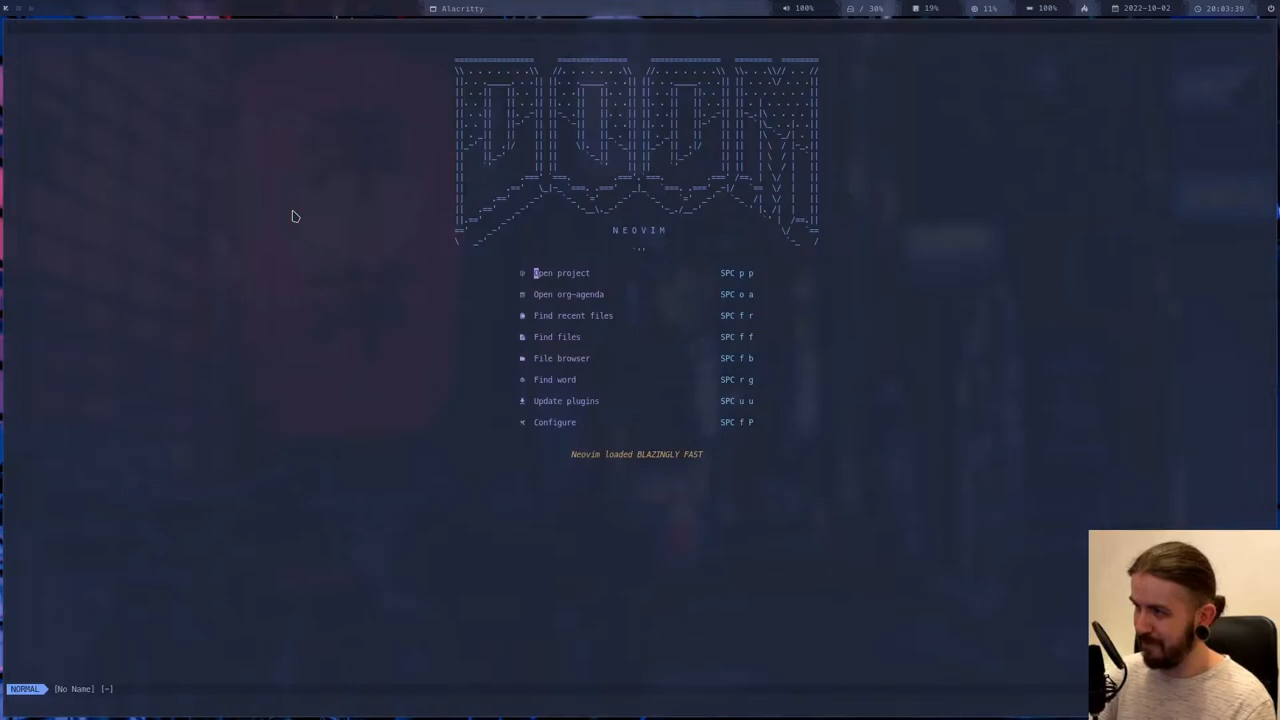 Alacritty 100% / 30% 19% 11% 100% 2022-10-02 20:03:39
NEOVIM
Open project SPC p p
Open org-agenda SPC o a
Find recent files SPC f r
Find files SPC f f
File browser SPC f b
Find word SPC r g
Update plugins SPC u u
Configure SPC f P
Neovim loaded BLAZINGLY FAST
NORMAL [No Name] [-]